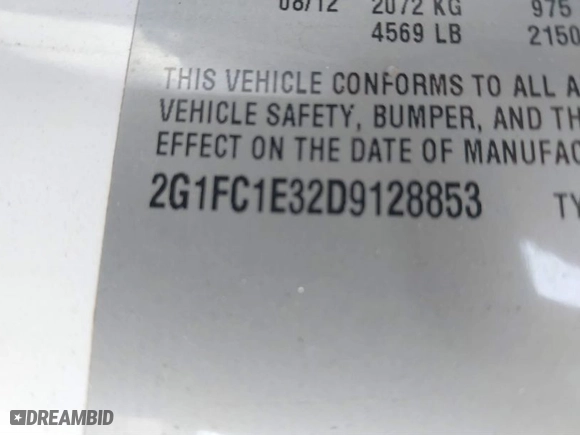 08/12 2072 KG 975
4569 LB 2150
THIS VEHICLE CONFORMS TO ALL A
VEHICLE SAFETY, BUMPER, AND TH
EFFECT ON THE DATE OF MANUFAC
2G1FC1E32D9128853 TY
DREAMBID